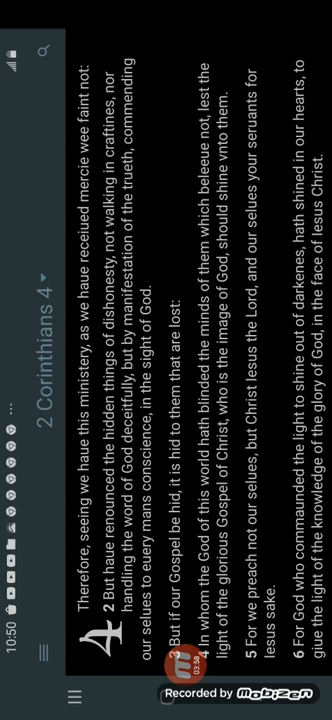 10:50
2 Corinthians 4
4 Therefore, seeing we haue this ministery, as we haue receiued mercie wee faint not:
2 But haue renounced the hidden things of dishonesty, not walking in craftines, nor
handling the word of God deceitfully, but by manifestation of the trueth, commending
our selues to euery mans conscience, in the sight of God.
3 But if our Gospel be hid, it is hid to them that are lost:
4 In whom the God of this world hath blinded the minds of them which beleeue not, lest the
light of the glorious Gospel of Christ, who is the image of God, should shine vnto them.
5 For we preach not our selues, but Christ Iesus the Lord, and our selues your seruants for
Iesus sake.
6 For God who commaunded the light to shine out of darkenes, hath shined in our hearts, to
giue the light of the knowledge of the glory of God, in the face of Iesus Christ.
03:58
Recorded by MOBIZEN